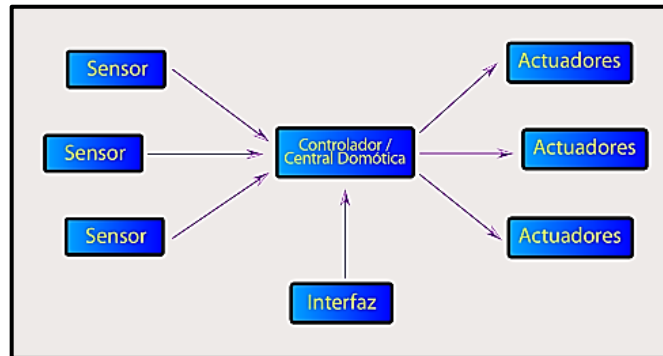 Sensor
Actuadores
Sensor
Controlador /
Central Domótica
Actuadores
Sensor
Actuadores
Interfaz